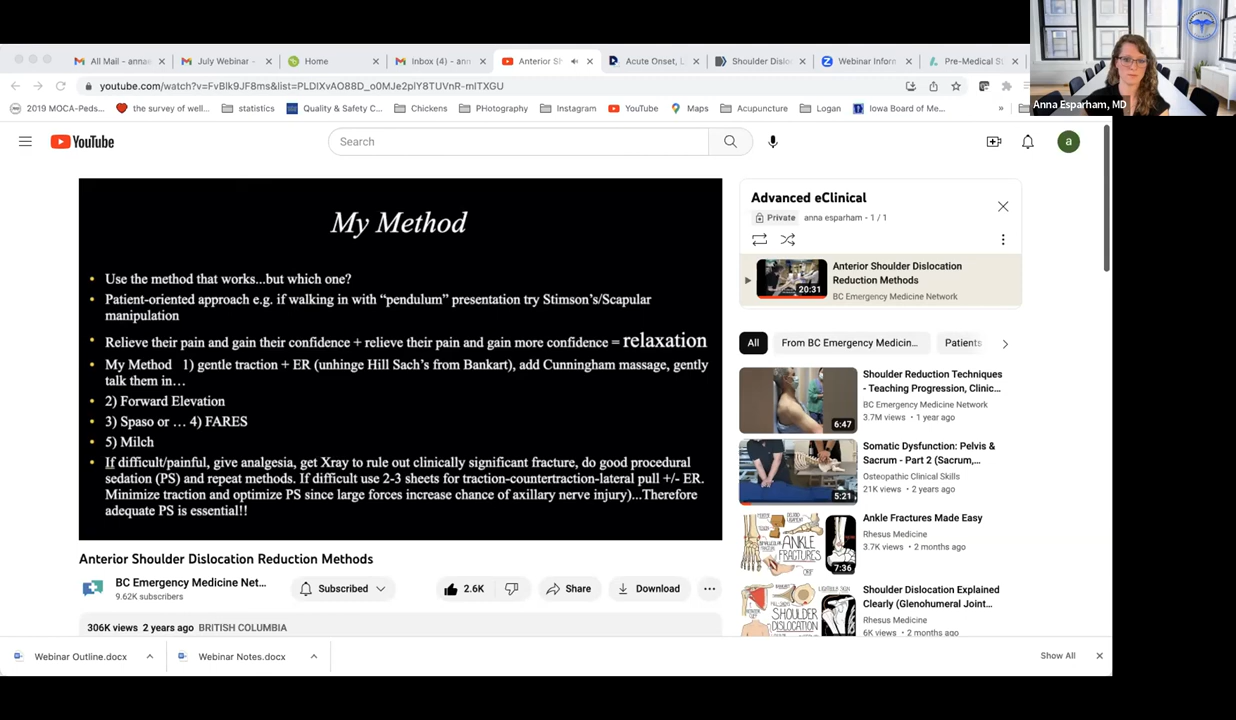 All Mail - annae
July Webinar -
Home
Inbox (4) - ann
Anterior Sh
Acute Onset, L
Shoulder Disloc
Webinar Inform
Pre-Medical S
youtube.com/watch?v=FvBlk9JF8ms&list=PLDlXvAO88D_o0MJe2plY8TUVnR-mlTXGU
2019 MOCA-Peds...
the survey of well...
statistics
Quality & Safety C...
Chickens
PHotography
Instagram
YouTube
Maps
Acupuncture
Logan
Iowa Board of Me...
»
Anna Esparham, MD
YouTube
Search
a
My Method
• Use the method that works...but which one?
• Patient-oriented approach e.g. if walking in with “pendulum” presentation try Stimson’s/Scapular
manipulation
• Relieve their pain and gain their confidence + relieve their pain and gain more confidence = relaxation
• My Method 1) gentle traction + ER (unhinge Hill Sach’s from Bankart), add Cunningham massage, gently
talk them in…
• 2) Forward Elevation
• 3) Spaso or … 4) FARES
• 5) Milch
• If difficult/painful, give analgesia, get Xray to rule out clinically significant fracture, do good procedural
sedation (PS) and repeat methods. If difficult use 2-3 sheets for traction-countertraction-lateral pull +/- ER.
Minimize traction and optimize PS since large forces increase chance of axillary nerve injury)...Therefore
adequate PS is essential!!
Anterior Shoulder Dislocation Reduction Methods
BC Emergency Medicine Net...
9.62K subscribers
Subscribed
2.6K
Share
Download
306K views 2 years ago BRITISH COLUMBIA
Advanced eClinical
Private anna esparham - 1 / 1
20:31
Anterior Shoulder Dislocation
Reduction Methods
BC Emergency Medicine Network
All
From BC Emergency Medicin...
Patients
6:47
Shoulder Reduction Techniques
- Teaching Progression, Clinic...
BC Emergency Medicine Network
3.7M views • 1 year ago
5:21
Somatic Dysfunction: Pelvis &
Sacrum - Part 2 (Sacrum,...
Osteopathic Clinical Skills
21K views • 2 years ago
ANKLE
FRACTURES
7:36
Ankle Fractures Made Easy
Rhesus Medicine
3.7K views • 2 months ago
SHOULDER
DISLOCATION
Shoulder Dislocation Explained
Clearly (Glenohumeral Joint...
Rhesus Medicine
6K views • 2 months ago
Webinar Outline.docx
Webinar Notes.docx
Show All